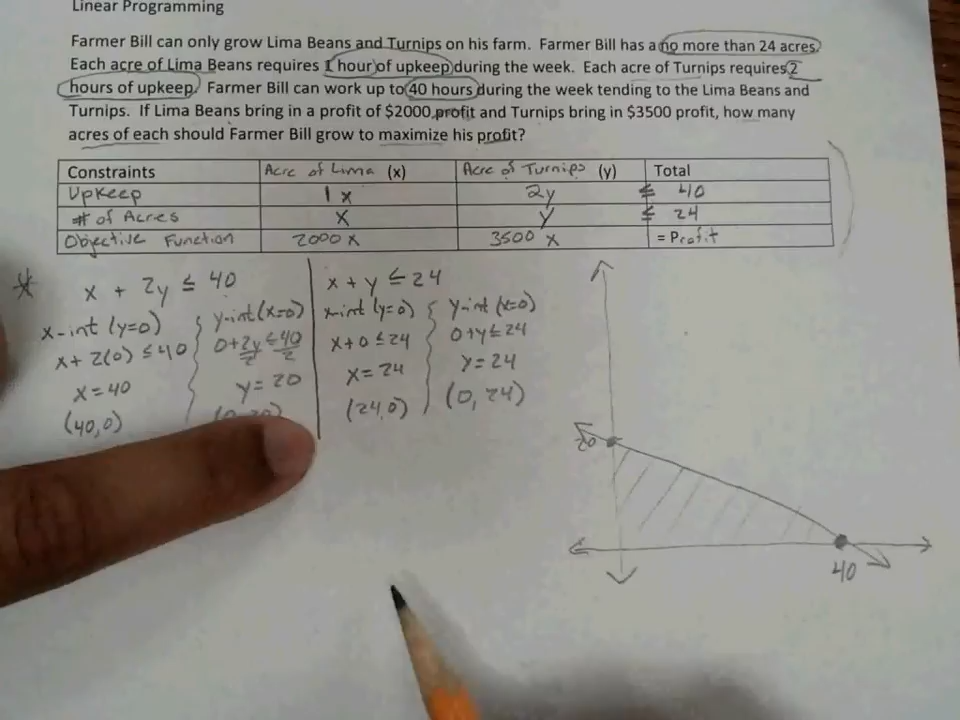 Linear Programming
Farmer Bill can only grow Lima Beans and Turnips on his farm. Farmer Bill has a no more than 24 acres.
Each acre of Lima Beans requires 1 hour of upkeep during the week. Each acre of Turnips requires 2
hours of upkeep. Farmer Bill can work up to 40 hours during the week tending to the Lima Beans and
Turnips. If Lima Beans bring in a profit of $2000 profit and Turnips bring in $3500 profit, how many
acres of each should Farmer Bill grow to maximize his profit?
Constraints Acre of Lima (x) Acre of Turnips (y) Total
Upkeep 1x 2y ≤ 40
# of Acres x y ≤ 24
Objective Function 2000x 3500x = Profit
x + 2y ≤ 40
x-int (y=0)
x + 2(0) ≤ 40
x = 40
(40,0)
y-int (x=0)
0+2y ≤ 40
2 2
y = 20
x + y ≤ 24
x-int (y=0)
x+0 ≤ 24
x = 24
(24,0)
y-int (x=0)
0+y ≤ 24
y = 24
(0, 24)
20
40